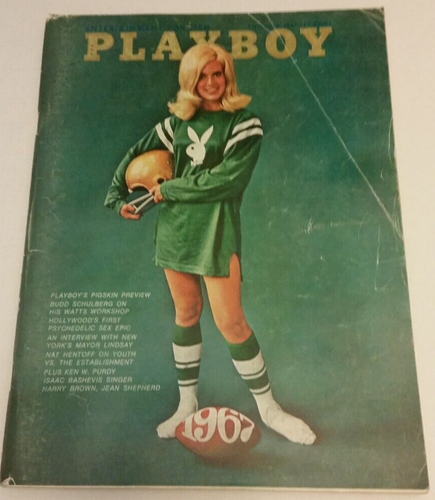 PLAYBOY
PLAYBOY'S PIGSKIN PREVIEW
BUDD SCHULBERG ON
HIS WATTS WORKSHOP
HOLLYWOOD'S FIRST
PSYCHEDELIC SEX EPIC
AN INTERVIEW WITH NEW
YORK'S MAYOR LINDSAY
NAT HENTOFF ON YOUTH
VS. THE ESTABLISHMENT
PLUS KEN W. PURDY
ISAAC BASHEVIS SINGER
HARRY BROWN, JEAN SHEPHERD
1967